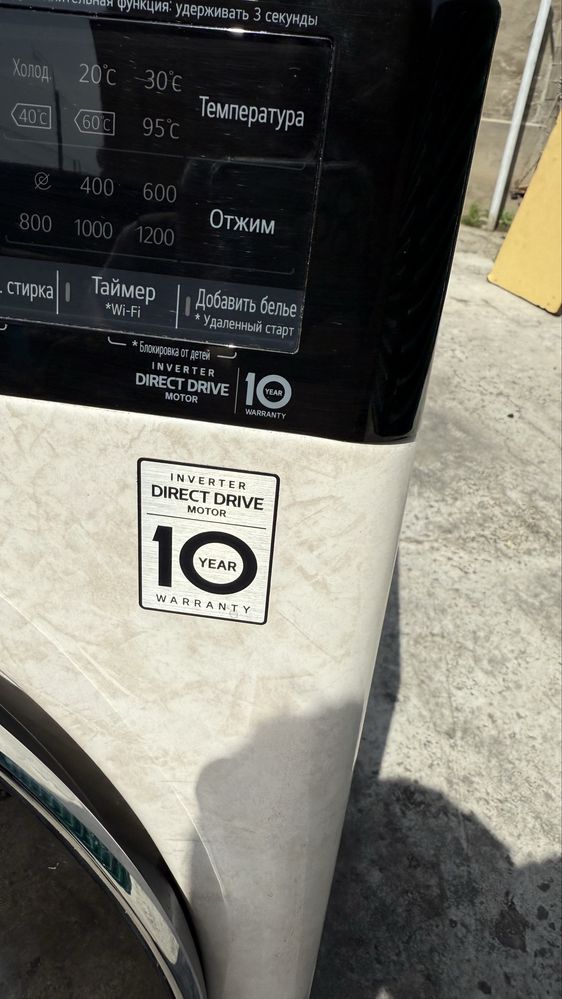 функция: удерживать 3 секунды
Холод 20°C 30°C
40°C 60°C 95°C
Температура
400 600
800 1000 1200
Отжим
. стирка
Таймер
*Wi-Fi
Добавить белье
* Удаленный старт
* Блокировка от детей
INVERTER
DIRECT DRIVE
MOTOR
10 YEAR
WARRANTY
INVERTER
DIRECT DRIVE
MOTOR
10 YEAR
WARRANTY